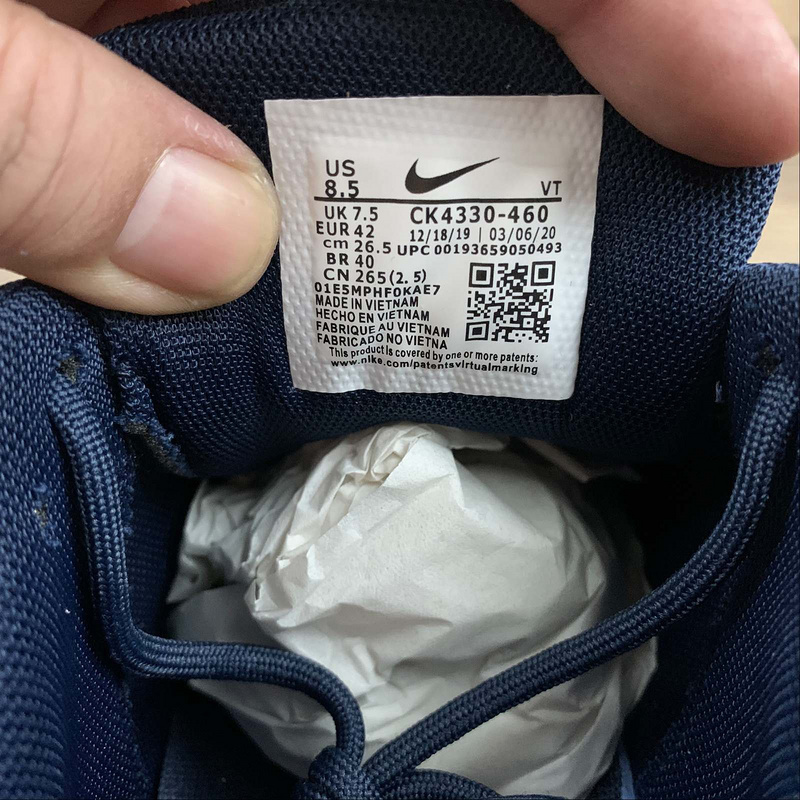 US
8.5 VT
UK 7.5 CK4330-460
EUR 42 12/18/19 | 03/06/20
cm 26.5 UPC 00193659050493
BR 40
CN 265(2.5)
01E5MPHF0KAE7
MADE IN VIETNAM
HECHO EN VIETNAM
FABRIQUE AU VIETNAM
FABRICADO NO VIETNA
This product is covered by one or more patents:
www.nike.com/patentsvirtualmarking